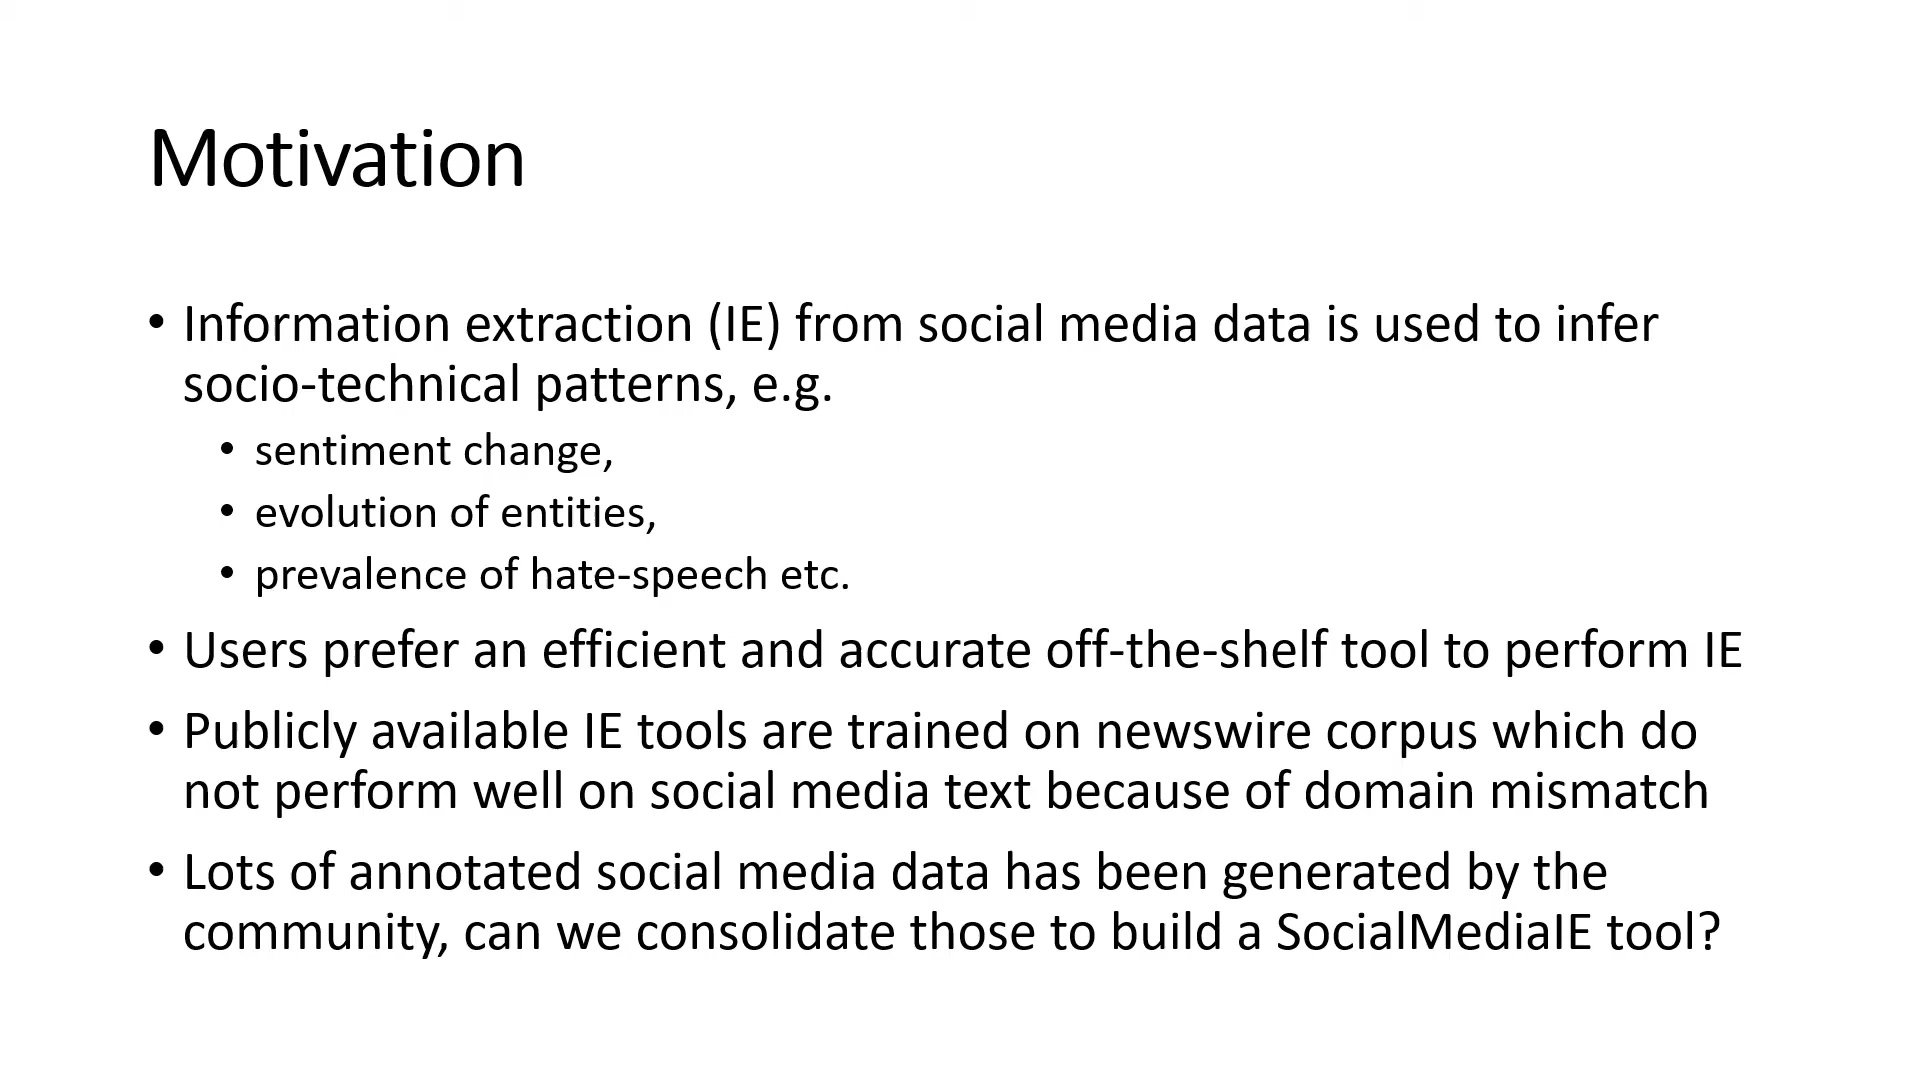 Motivation
• Information extraction (IE) from social media data is used to infer
socio-technical patterns, e.g.
• sentiment change,
• evolution of entities,
• prevalence of hate-speech etc.
• Users prefer an efficient and accurate off-the-shelf tool to perform IE
• Publicly available IE tools are trained on newswire corpus which do
not perform well on social media text because of domain mismatch
• Lots of annotated social media data has been generated by the
community, can we consolidate those to build a SocialMediaIE tool?